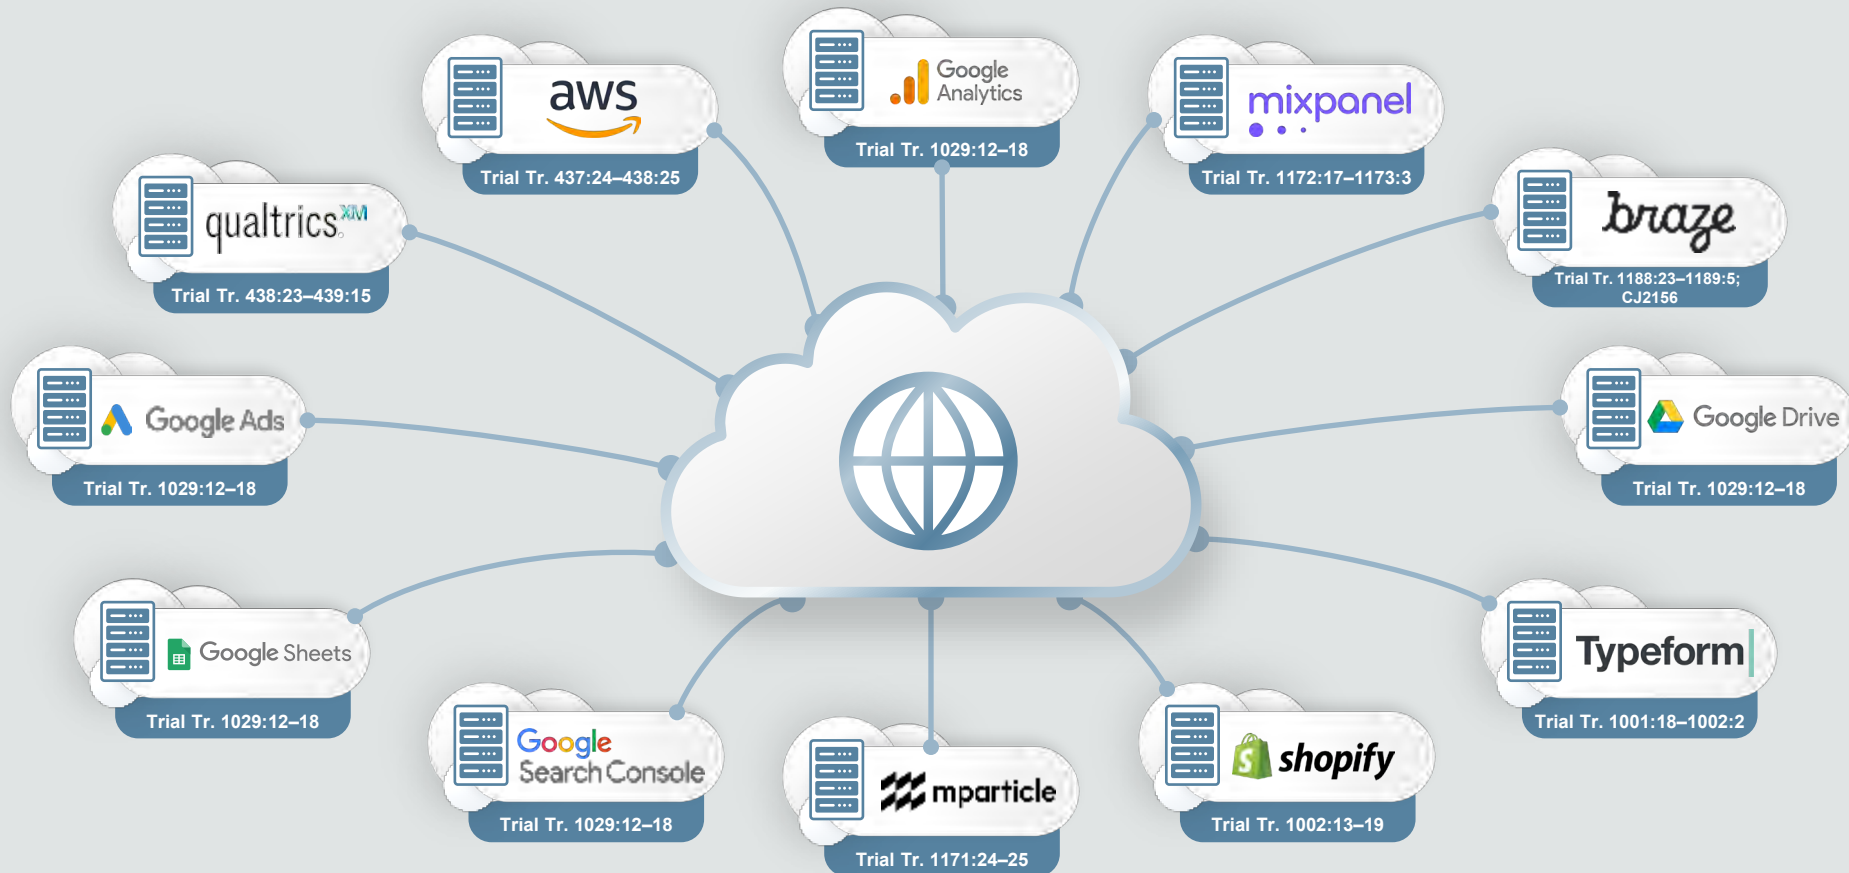 aws
Trial Tr. 437:24–438:25
Google
Analytics
Trial Tr. 1029:12–18
mixpanel
Trial Tr. 1172:17–1173:3
qualtrics XM
Trial Tr. 438:23–439:15
braze
Trial Tr. 1188:23–1189:5;
CJ2156
Google Ads
Trial Tr. 1029:12–18
Google Drive
Trial Tr. 1029:12–18
Google Sheets
Trial Tr. 1029:12–18
Typeform
Trial Tr. 1001:18–1002:2
Google
Search Console
Trial Tr. 1029:12–18
mparticle
Trial Tr. 1171:24–25
S shopify
Trial Tr. 1002:13–19